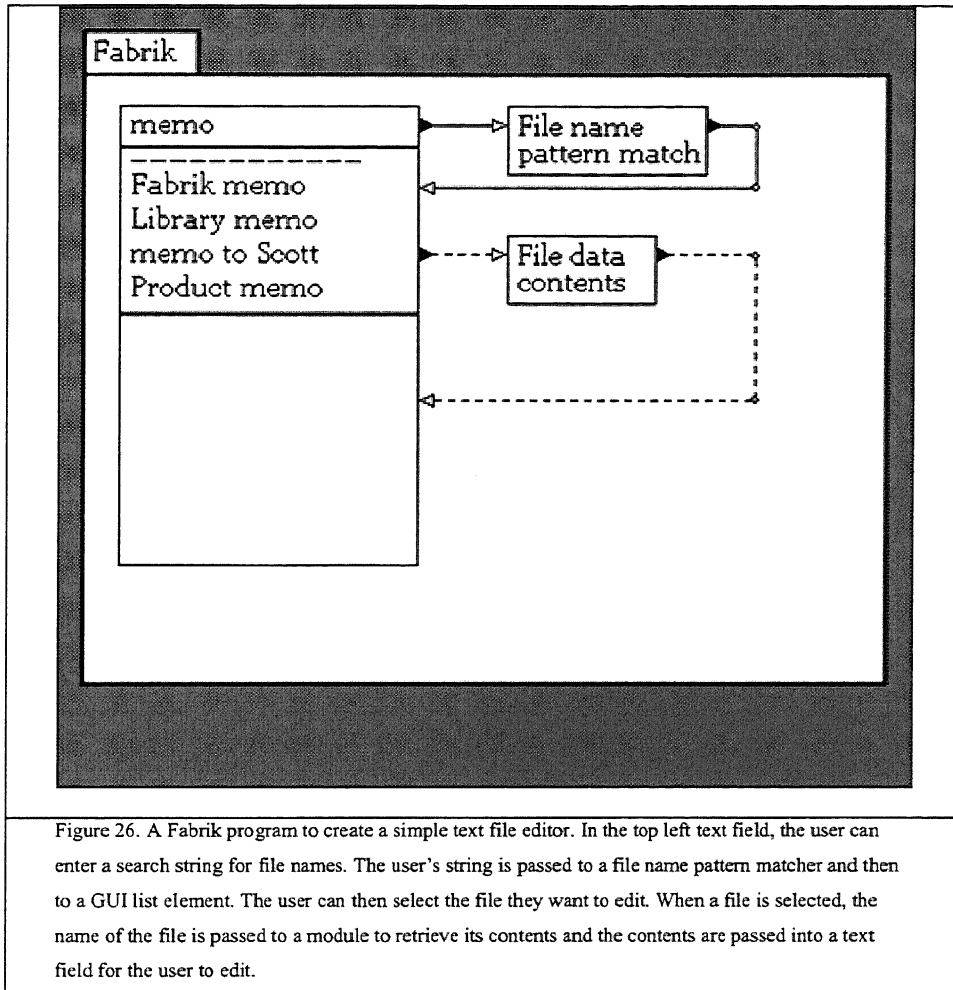 Fabrik
memo
File name
pattern match
Fabrik memo
Library memo
memo to Scott
Product memo
File data
contents
Figure 26. A Fabrik program to create a simple text file editor. In the top left text field, the user can
enter a search string for file names. The user's string is passed to a file name pattern matcher and then
to a GUI list element. The user can then select the file they want to edit. When a file is selected, the
name of the file is passed to a module to retrieve its contents and the contents are passed into a text
field for the user to edit.